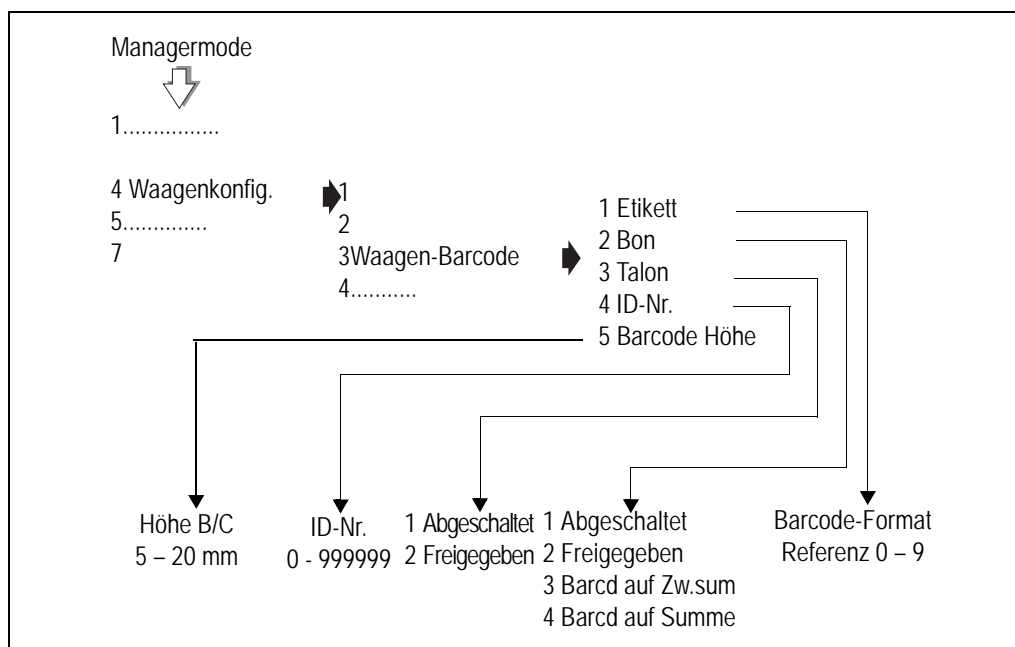 Managermode
1................
4 Waagenkonfig.
5..............
7
1
2
3Waagen-Barcode
4...........
1 Etikett
2 Bon
3 Talon
4 ID-Nr.
5 Barcode Höhe
Höhe B/C
5 – 20 mm
ID-Nr.
0 - 999999
1 Abgeschaltet
2 Freigegeben
1 Abgeschaltet
2 Freigegeben
3 Barcd auf Zw.sum
4 Barcd auf Summe
Barcode-Format
Referenz 0 – 9